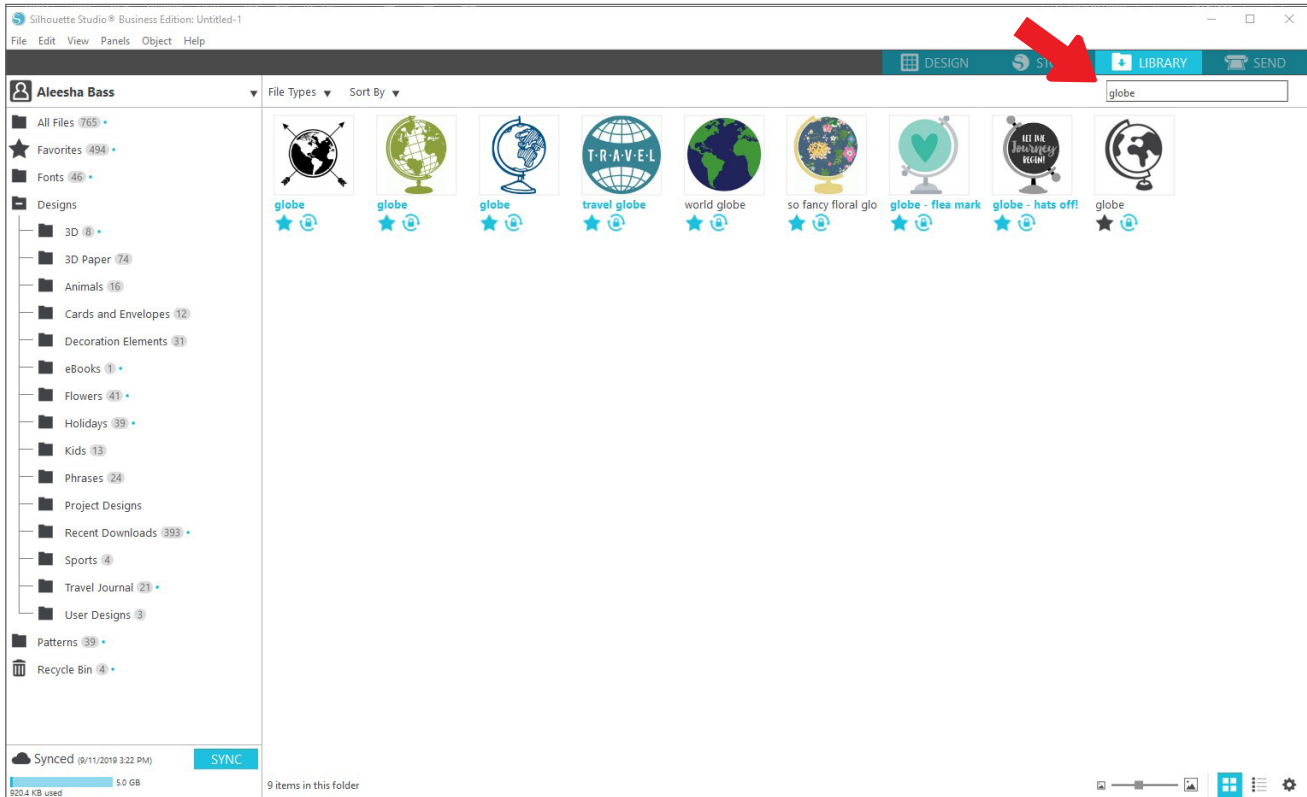 Silhouette Studio® Business Edition: Untitled-1
File Edit View Panels Object Help
DESIGN LIBRARY SEND
Aleesha Bass
File Types Sort By
globe
All Files 765
Favorites 494
Fonts 46
Designs
3D 8
3D Paper 74
Animals 16
Cards and Envelopes 12
Decoration Elements 31
eBooks 1
Flowers 41
Holidays 39
Kids 13
Phrases 24
Project Designs
Recent Downloads 393
Sports 4
Travel Journal 21
User Designs 3
Patterns 39
Recycle Bin 4
T·R·A·V·E·L
LET THE
Journey
BEGIN!
globe globe globe travel globe world globe so fancy floral glo globe - flea mark globe - hats off! globe
Synced (9/11/2019 3:22 PM) SYNC
5.0 GB
920.4 KB used
9 items in this folder